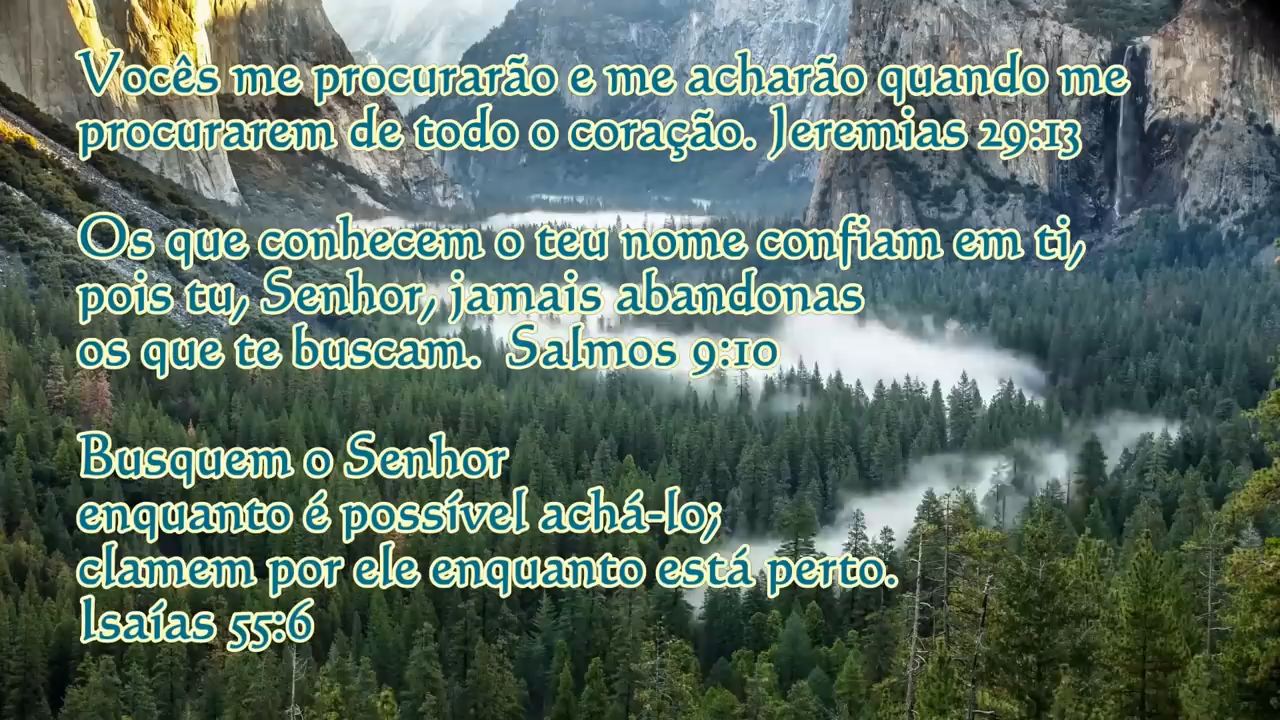 Vocês me procurarão e me acharão quando me
procurarem de todo o coração. Jeremias 29:13
Os que conhecem o teu nome confiam em ti,
pois tu, Senhor, jamais abandonas
os que te buscam.  Salmos 9:10
Busquem o Senhor
enquanto é possível achá-lo;
clamem por ele enquanto está perto.
Isaías 55:6